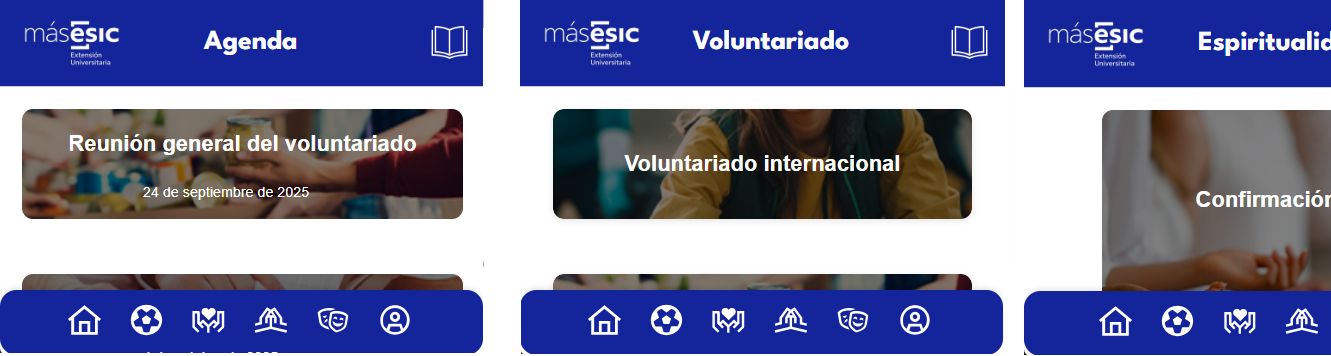 másESIC
Extensión
Universitaria
Agenda
Reunión general del voluntariado
24 de septiembre de 2025
másESIC
Extensión
Universitaria
Voluntariado
Voluntariado internacional
másESIC
Extensión
Universitaria
Espiritualid
Confirmación